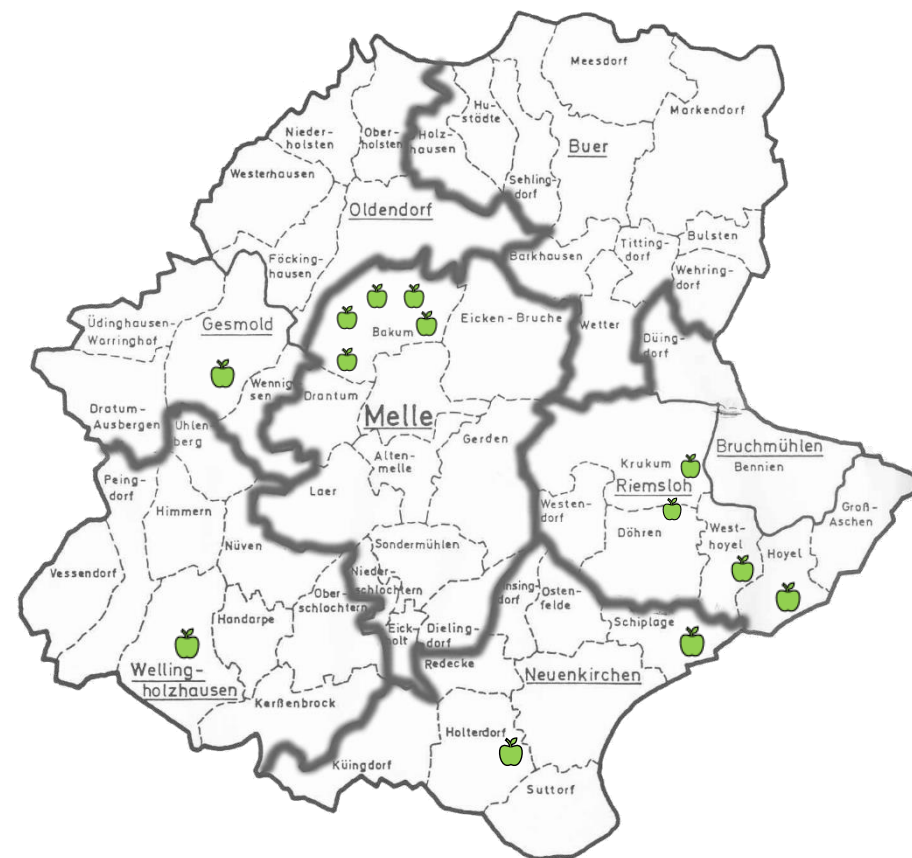 Meesdorf
Hu-
städte
Markendorf
Nieder-
holsten
Ober-
holsten
Holz-
hausen
Buer
Westerhausen
Sehling-
dorf
Oldendorf
Titting-
dorf
Bulsten
Barkhausen
Föcking-
hausen
Wehring-
dorf
Üdinghausen-
Warringhof
Gesmold
Bakum
Eicken-Bruche
Wetter
Düing-
dorf
Wennig-
sen
Drantum
Dratum-
Ausbergen
Uhlen-
berg
Melle
Gerden
Bruchmühlen
Bennien
Alten-
melle
Krukum
Riemsloh
Peing-
dorf
Laer
Himmern
Westen-
dorf
Groß-
Aschen
Döhren
West-
hoyel
Hoyel
Nüven
Sondermühlen
Vessendorf
Nieder-
schlochtern
Ober-
schlochtern
insing-
dorf
Osten-
felde
Handarpe
Eick-
holt
Dieling-
dorf
Schiplage
Redecke
Welling-
holzhausen
Neuenkirchen
Kerßenbrock
Holterdorf
Küingdorf
Suttorf